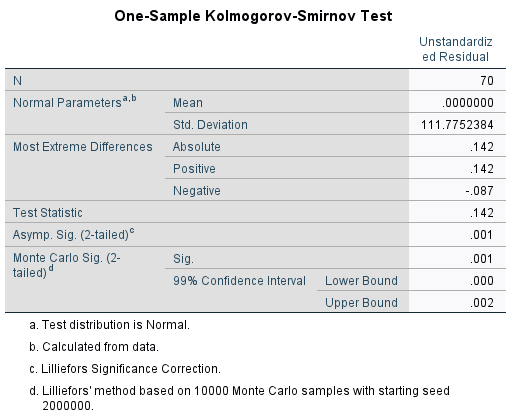 One-Sample Kolmogorov-Smirnov Test
Unstandardiz
ed Residual
N 70
Normal Parametersa,b Mean .0000000
Std. Deviation 111.7752384
Most Extreme Differences Absolute .142
Positive .142
Negative -.087
Test Statistic .142
Asymp. Sig. (2-tailed)c .001
Monte Carlo Sig. (2-
tailed)d Sig. .001
99% Confidence Interval Lower Bound .000
Upper Bound .002
a. Test distribution is Normal.
b. Calculated from data.
c. Lilliefors Significance Correction.
d. Lilliefors' method based on 10000 Monte Carlo samples with starting seed
2000000.